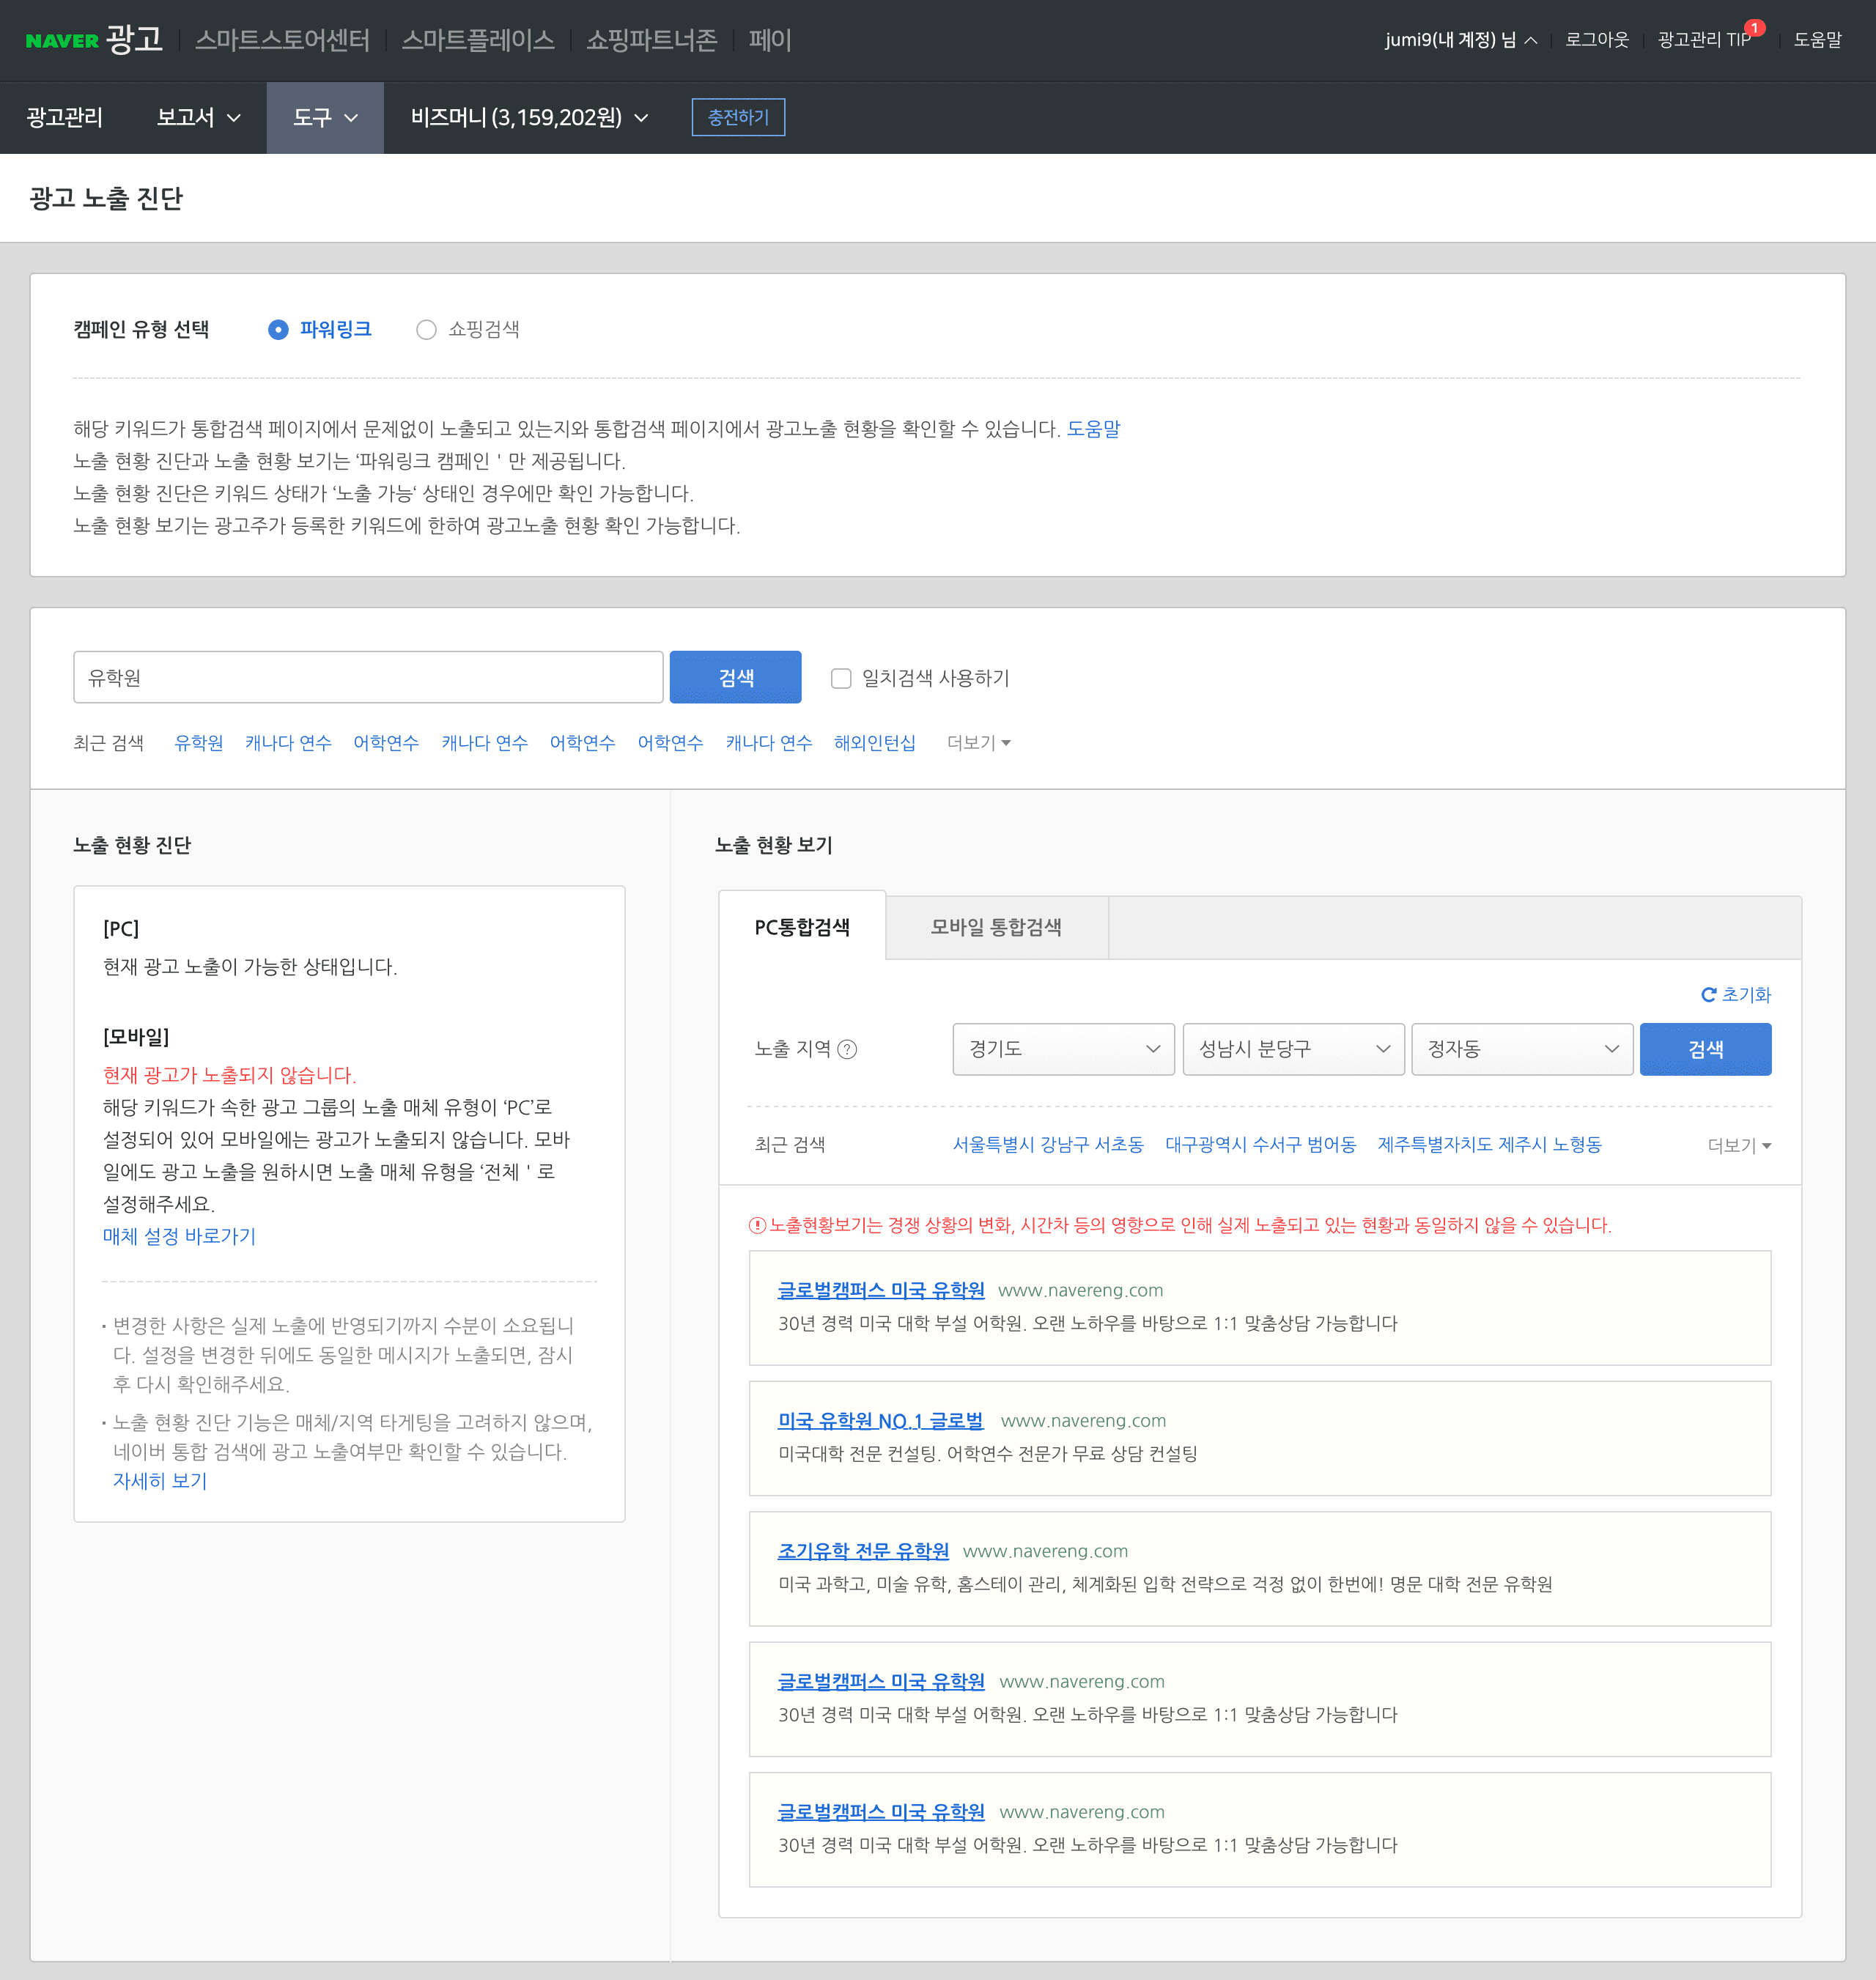 NAVER 광고 스마트스토어센터 스마트플레이스 쇼핑파트너존 페이
jumi9(내 계정) 님 로그아웃 광고관리 TIP 1 도움말
광고관리 보고서 도구 비즈머니 (3,159,202원) 충전하기
광고 노출 진단
캠페인 유형 선택 파워링크 쇼핑검색
해당 키워드가 통합검색 페이지에서 문제없이 노출되고 있는지와 통합검색 페이지에서 광고노출 현황을 확인할 수 있습니다. 도움말
노출 현황 진단과 노출 현황 보기는 ‘파워링크 캠페인 ' 만 제공됩니다.
노출 현황 진단은 키워드 상태가 ‘노출 가능‘ 상태인 경우에만 확인 가능합니다.
노출 현황 보기는 광고주가 등록한 키워드에 한하여 광고노출 현황 확인 가능합니다.
유학원 검색 일치검색 사용하기
최근 검색 유학원 캐나다 연수 어학연수 캐나다 연수 어학연수 어학연수 캐나다 연수 해외인턴십 더보기
노출 현황 진단
[PC]
현재 광고 노출이 가능한 상태입니다.
[모바일]
현재 광고가 노출되지 않습니다.
해당 키워드가 속한 광고 그룹의 노출 매체 유형이 ‘PC’로
설정되어 있어 모바일에는 광고가 노출되지 않습니다. 모바
일에도 광고 노출을 원하시면 노출 매체 유형을 ‘전체 ' 로
설정해주세요.
매체 설정 바로가기
· 변경한 사항은 실제 노출에 반영되기까지 수분이 소요됩니
다. 설정을 변경한 뒤에도 동일한 메시지가 노출되면, 잠시
후 다시 확인해주세요.
· 노출 현황 진단 기능은 매체/지역 타게팅을 고려하지 않으며,
네이버 통합 검색에 광고 노출여부만 확인할 수 있습니다.
자세히 보기
노출 현황 보기
PC통합검색 모바일 통합검색
초기화
노출 지역 ? 경기도 성남시 분당구 정자동 검색
최근 검색 서울특별시 강남구 서초동 대구광역시 수서구 범어동 제주특별자치도 제주시 노형동 더보기
노출현황보기는 경쟁 상황의 변화, 시간차 등의 영향으로 인해 실제 노출되고 있는 현황과 동일하지 않을 수 있습니다.
글로벌캠퍼스 미국 유학원 www.navereng.com
30년 경력 미국 대학 부설 어학원. 오랜 노하우를 바탕으로 1:1 맞춤상담 가능합니다
미국 유학원 NO.1 글로벌 www.navereng.com
미국대학 전문 컨설팅. 어학연수 전문가 무료 상담 컨설팅
조기유학 전문 유학원 www.navereng.com
미국 과학고, 미술 유학, 홈스테이 관리, 체계화된 입학 전략으로 걱정 없이 한번에! 명문 대학 전문 유학원
글로벌캠퍼스 미국 유학원 www.navereng.com
30년 경력 미국 대학 부설 어학원. 오랜 노하우를 바탕으로 1:1 맞춤상담 가능합니다
글로벌캠퍼스 미국 유학원 www.navereng.com
30년 경력 미국 대학 부설 어학원. 오랜 노하우를 바탕으로 1:1 맞춤상담 가능합니다